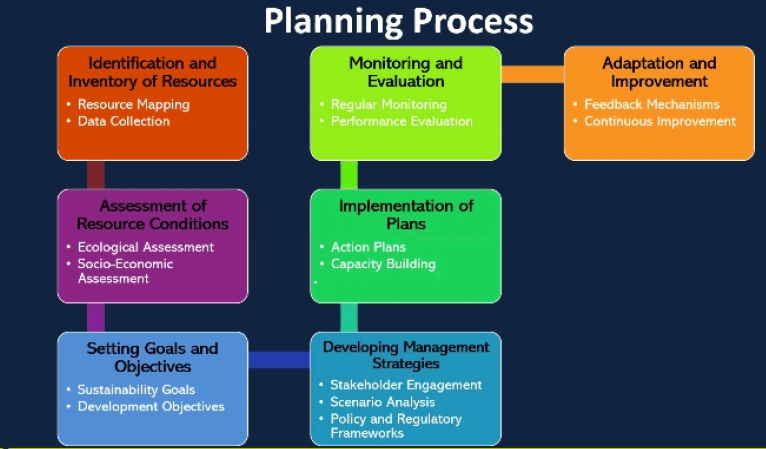 Planning Process
Identification and
Inventory of Resources
• Resource Mapping
• Data Collection
Assessment of
Resource Conditions
• Ecological Assessment
• Socio-Economic
Assessment
Setting Goals and
Objectives
• Sustainability Goals
• Development Objectives
Developing Management
Strategies
• Stakeholder Engagement
• Scenario Analysis
• Policy and Regulatory
Frameworks
Implementation of
Plans
• Action Plans
• Capacity Building
Monitoring and
Evaluation
• Regular Monitoring
• Performance Evaluation
Adaptation and
Improvement
• Feedback Mechanisms
• Continuous Improvement